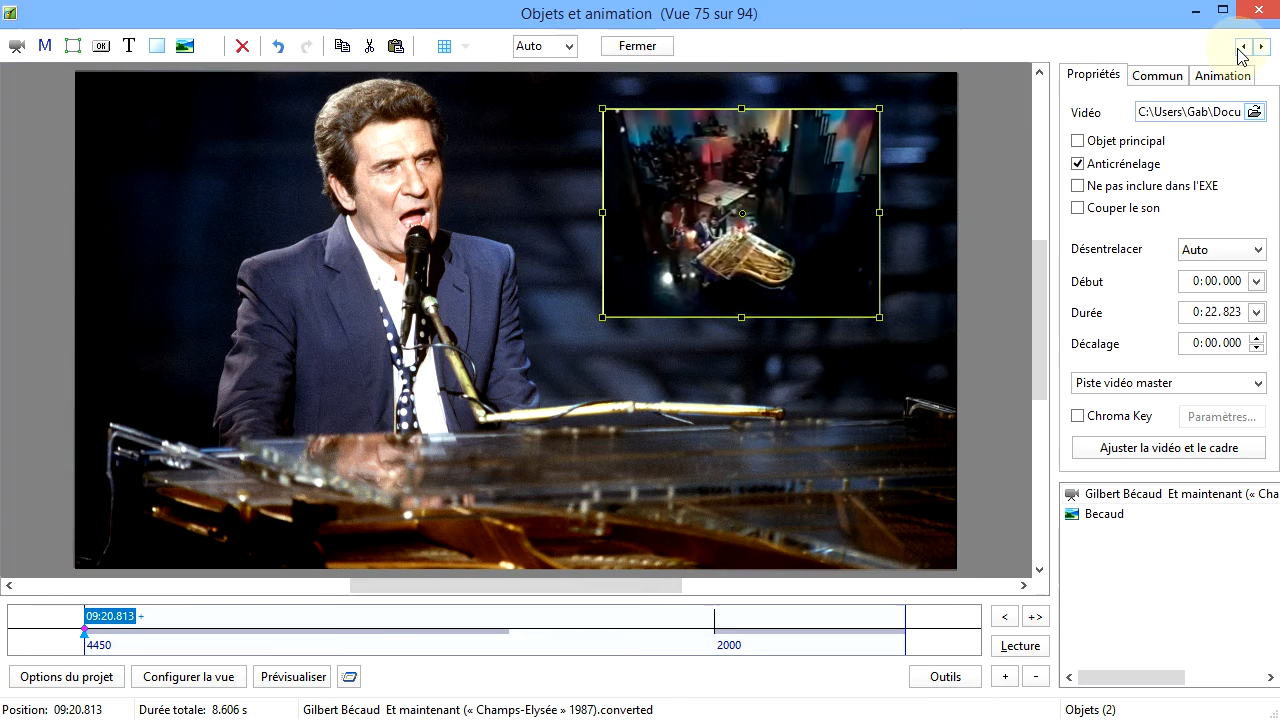 Objets et animation (Vue 75 sur 94)
M OK T Auto Fermer
Propriétés Commun Animation
Vidéo C:\Users\Gab\Docu
Objet principal
Anticrénelage
Ne pas inclure dans l'EXE
Couper le son
Désentrelacer Auto
Début 0:00.000
Durée 0:22.823
Décalage 0:00.000
Piste vidéo master
Chroma Key Paramètres...
Ajuster la vidéo et le cadre
Gilbert Bécaud Et maintenant (« Cha
Becaud
09:20.813 +
4450 2000
< +>
Lecture
Options du projet Configurer la vue Prévisualiser Outils + -
Position: 09:20.813 Durée totale: 8.606 s Gilbert Bécaud Et maintenant (« Champs-Elysée » 1987).converted Objets (2)